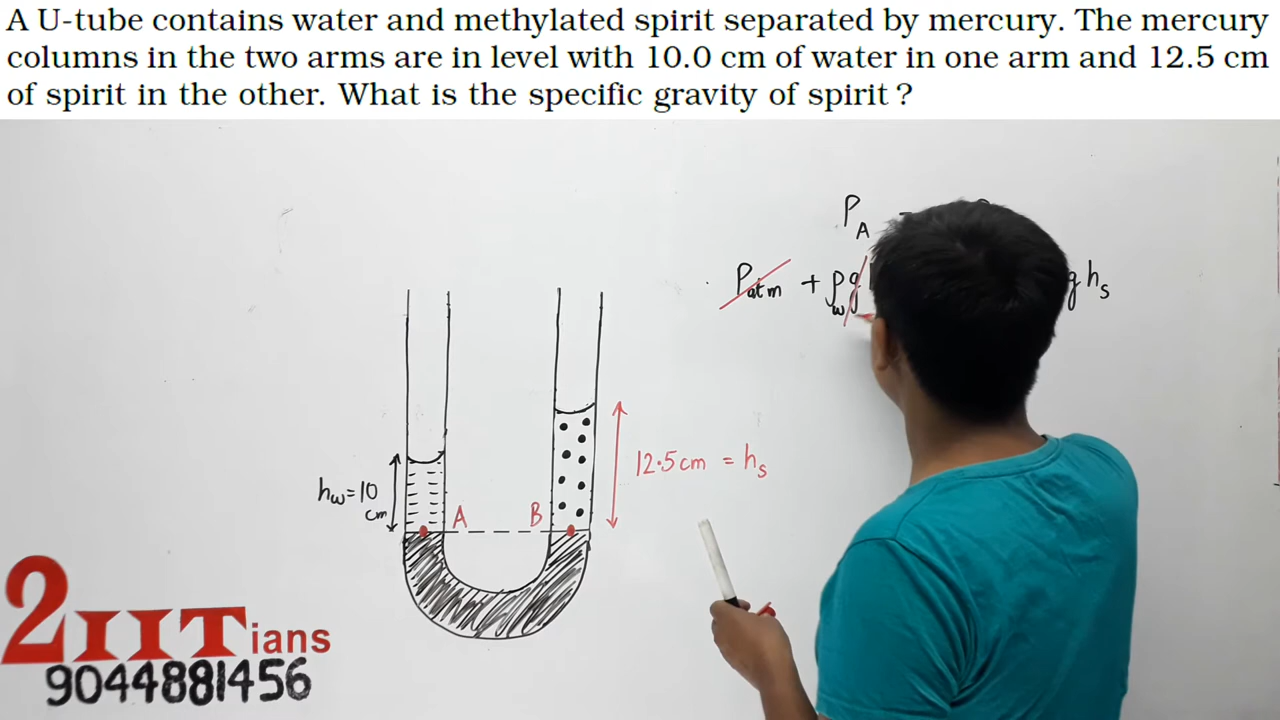 A U-tube contains water and methylated spirit separated by mercury. The mercury
columns in the two arms are in level with 10.0 cm of water in one arm and 12.5 cm
of spirit in the other. What is the specific gravity of spirit ?
P_A
P_atm + ρ_w g
g h_s
12.5 cm = h_s
h_w = 10
cm
A
B
2IITians
9044881456